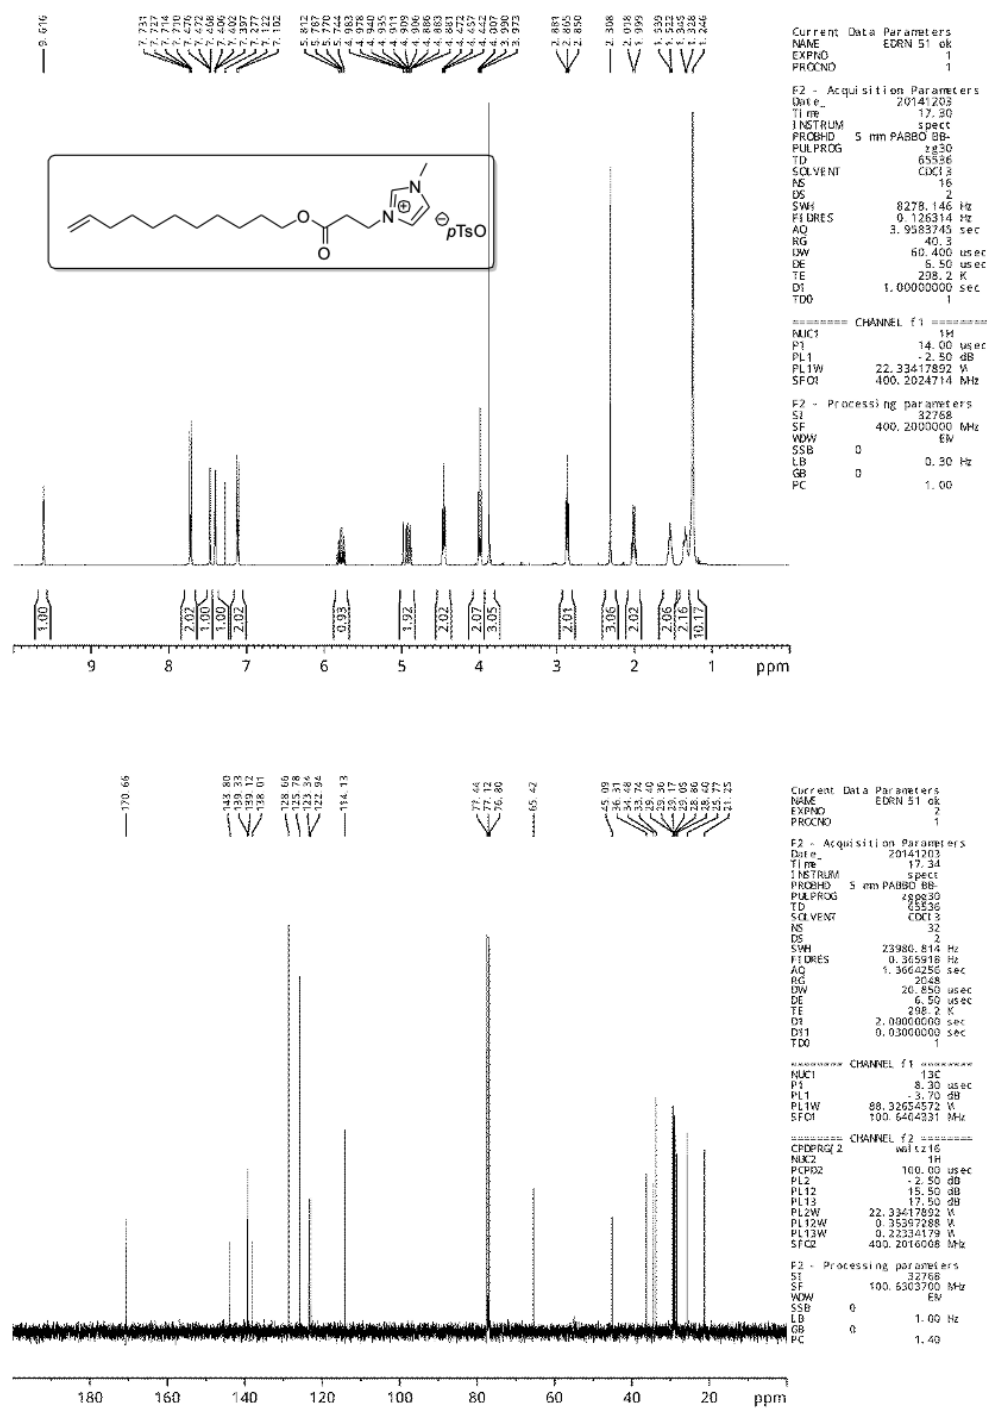 9.616
7.731
7.727
7.714
7.710
7.476
7.472
7.468
7.406
7.402
7.397
7.277
7.122
7.102
5.812
5.787
5.770
5.744
4.983
4.978
4.940
4.935
4.911
4.909
4.906
4.886
4.883
4.881
4.472
4.457
4.442
4.007
3.990
3.973
2.881
2.865
2.850
2.308
2.018
1.999
1.539
1.522
1.345
1.328
1.246
Current Data Parameters
NAME EDRN 51 ok
EXPNO 1
PROCNO 1
F2 - Acquisition Parameters
Date_ 20141203
Time 17.30
INSTRUM spect
PROBHD 5 mm PABBO BB-
PULPROG zg30
TD 65536
SOLVENT CDCl3
NS 16
DS 2
SWH 8278.146 Hz
FIDRES 0.126314 Hz
AQ 3.9583745 sec
RG 40.3
DW 60.400 usec
DE 6.50 usec
TE 298.2 K
D1 1.00000000 sec
TD0 1
======== CHANNEL f1 ========
NUC1 1H
P1 14.00 usec
PL1 -2.50 dB
PL1W 22.33417892 W
SFO1 400.2024714 MHz
F2 - Processing parameters
SI 32768
SF 400.2000000 MHz
WDW EM
SSB 0
LB 0.30 Hz
GB 0
PC 1.00
N
N
⊕
O
O
⊖
pTsO
1.00
2.02
1.00
1.00
2.02
0.93
1.92
2.02
2.07
3.05
2.01
3.06
2.02
2.06
2.16
10.17
9 8 7 6 5 4 3 2 1 ppm
170.66
143.80
139.33
139.12
138.01
128.66
125.78
123.34
122.94
114.13
77.44
77.12
76.80
65.42
45.09
36.31
34.48
33.74
29.40
29.36
29.17
29.05
28.86
28.40
25.77
21.25
Current Data Parameters
NAME EDRN 51 ok
EXPNO 2
PROCNO 1
F2 - Acquisition Parameters
Date_ 20141203
Time 17.34
INSTRUM spect
PROBHD 5 mm PABBO BB-
PULPROG zgpg30
TD 65536
SOLVENT CDCl3
NS 32
DS 2
SWH 23980.814 Hz
FIDRES 0.365918 Hz
AQ 1.3664256 sec
RG 2048
DW 20.850 usec
DE 6.50 usec
TE 298.2 K
D1 2.00000000 sec
D11 0.03000000 sec
TD0 1
======== CHANNEL f1 ========
NUC1 13C
P1 8.30 usec
PL1 -3.70 dB
PL1W 88.32654572 W
SFO1 100.6404331 MHz
======== CHANNEL f2 ========
CPDPRG[2 waltz16
NUC2 1H
PCPD2 100.00 usec
PL2 -2.50 dB
PL12 15.50 dB
PL13 17.50 dB
PL2W 22.33417892 W
PL12W 0.35397288 W
PL13W 0.22334179 W
SFO2 400.2016008 MHz
F2 - Processing parameters
SI 32768
SF 100.6303700 MHz
WDW EM
SSB 0
LB 1.00 Hz
GB 0
PC 1.40
180 160 140 120 100 80 60 40 20 ppm